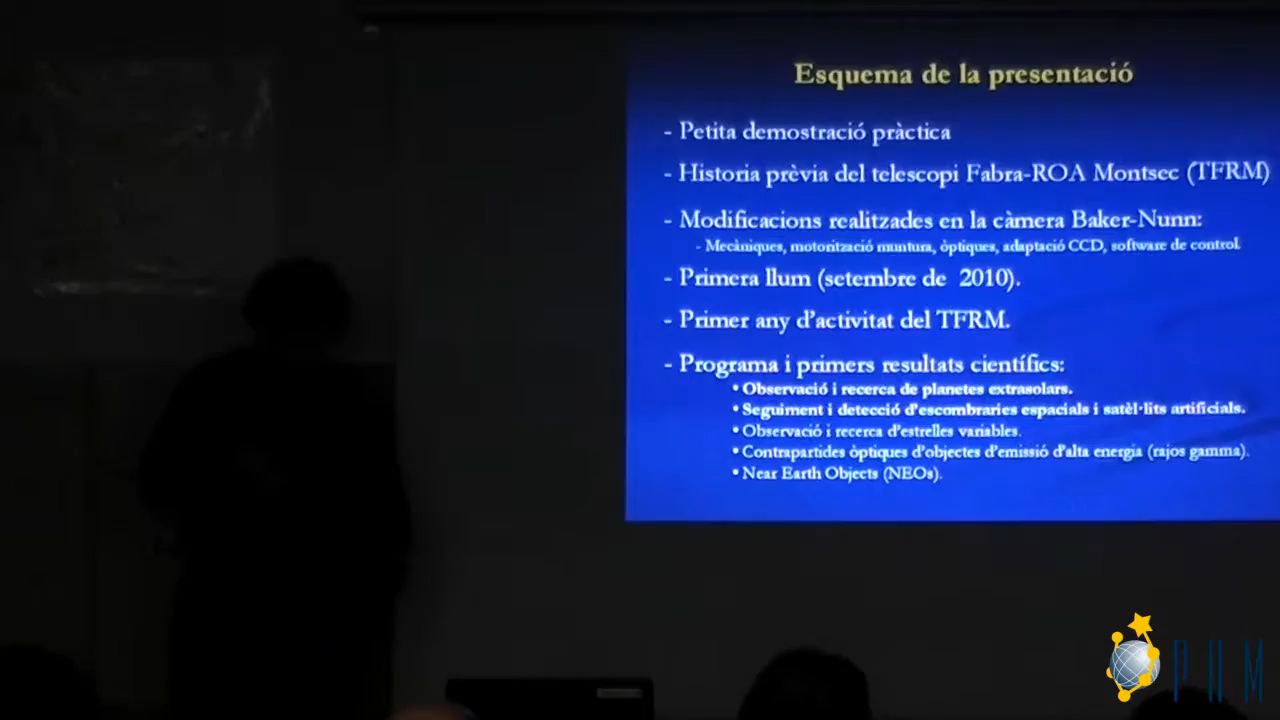 Esquema de la presentació
- Petita demostració pràctica
- Historia prèvia del telescopi Fabra-ROA Montsec (TFRM)
- Modificacions realitzades en la càmera Baker-Nunn:
- Mecàniques, motorització muntura, òptiques, adaptació CCD, software de control.
- Primera llum (setembre de 2010).
- Primer any d'activitat del TFRM.
- Programa i primers resultats científics:
• Observació i recerca de planetes extrasolars.
• Seguiment i detecció d'escombraries espacials i satèl·lits artificials.
• Observació i recerca d'estrelles variables.
• Contrapartides òptiques d'objectes d'emissió d'alta energia (rajos gamma).
• Near Earth Objects (NEOs).